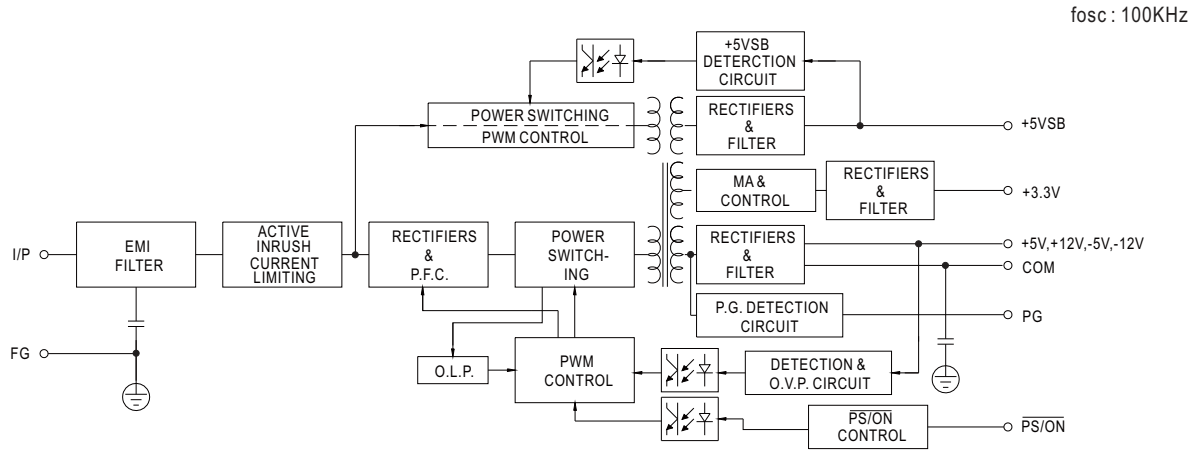 fosc : 100KHz
+5VSB
DETERCTION
CIRCUIT
POWER SWITCHING
PWM CONTROL
RECTIFIERS
&
FILTER
+5VSB
MA &
CONTROL
RECTIFIERS
&
FILTER
+3.3V
I/P
EMI
FILTER
ACTIVE
INRUSH
CURRENT
LIMITING
RECTIFIERS
&
P.F.C.
POWER
SWITCH-
ING
RECTIFIERS
&
FILTER
+5V,+12V,-5V,-12V
COM
P.G. DETECTION
CIRCUIT
PG
FG
O.L.P.
PWM
CONTROL
DETECTION &
O.V.P. CIRCUIT
PS/ON
CONTROL
PS/ON